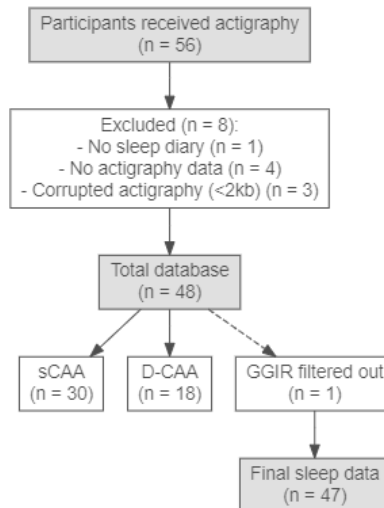 Participants received actigraphy
(n = 56)
Excluded (n = 8):
- No sleep diary (n = 1)
- No actigraphy data (n = 4)
- Corrupted actigraphy (<2kb) (n = 3)
Total database
(n = 48)
sCAA
(n = 30)
D-CAA
(n = 18)
GGIR filtered out
(n = 1)
Final sleep data
(n = 47)